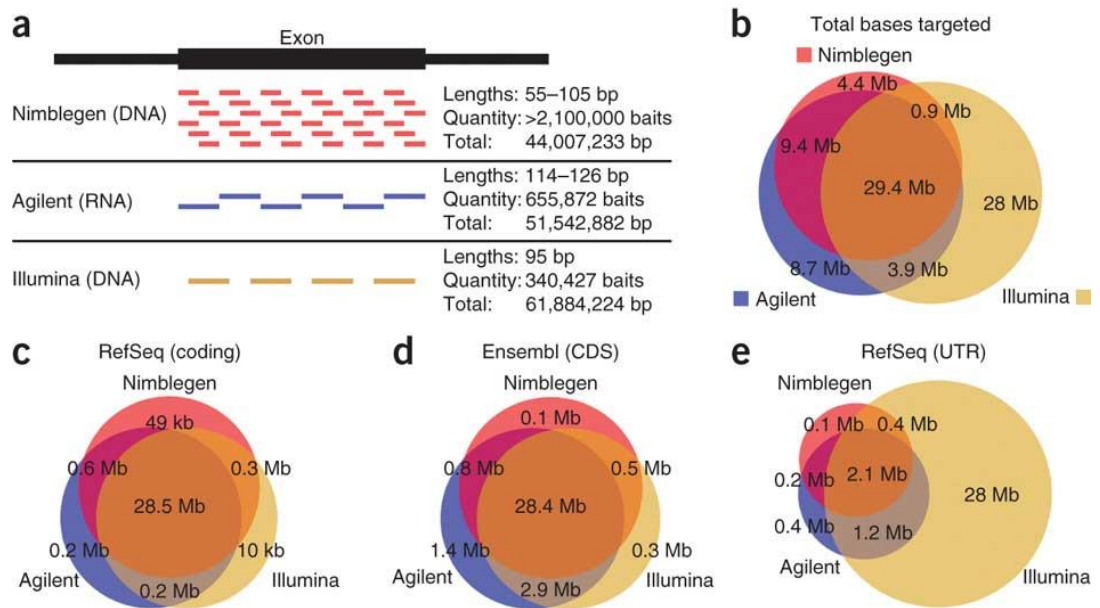 a
Exon
Nimblegen (DNA)
Lengths: 55–105 bp
Quantity: >2,100,000 baits
Total: 44,007,233 bp
Agilent (RNA)
Lengths: 114–126 bp
Quantity: 655,872 baits
Total: 51,542,882 bp
Illumina (DNA)
Lengths: 95 bp
Quantity: 340,427 baits
Total: 61,884,224 bp
b
Total bases targeted
Nimblegen
4.4 Mb
0.9 Mb
9.4 Mb
29.4 Mb
28 Mb
8.7 Mb
3.9 Mb
Agilent
Illumina
c
RefSeq (coding)
Nimblegen
49 kb
0.6 Mb
0.3 Mb
28.5 Mb
0.2 Mb
10 kb
Agilent
0.2 Mb
Illumina
d
Ensembl (CDS)
Nimblegen
0.1 Mb
0.8 Mb
0.5 Mb
28.4 Mb
1.4 Mb
0.3 Mb
Agilent
2.9 Mb
Illumina
e
RefSeq (UTR)
Nimblegen
0.1 Mb
0.4 Mb
0.2 Mb
2.1 Mb
28 Mb
0.4 Mb
1.2 Mb
Agilent
Illumina